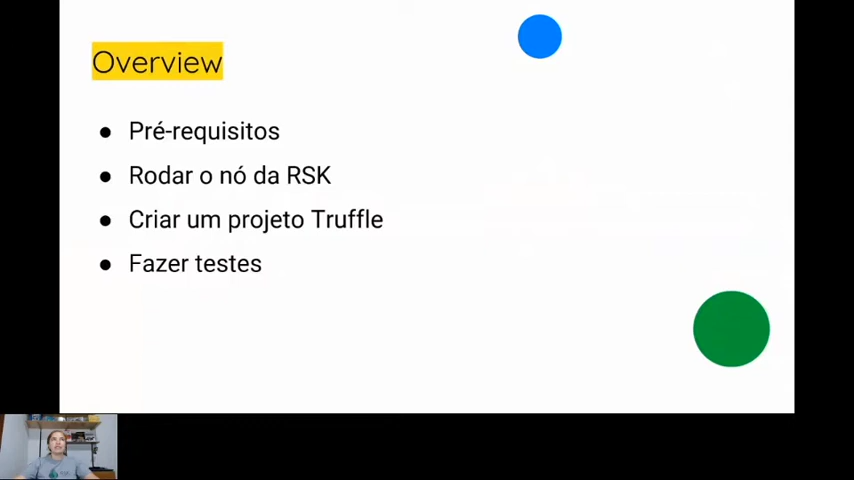 Overview
● Pré-requisitos
● Rodar o nó da RSK
● Criar um projeto Truffle
● Fazer testes